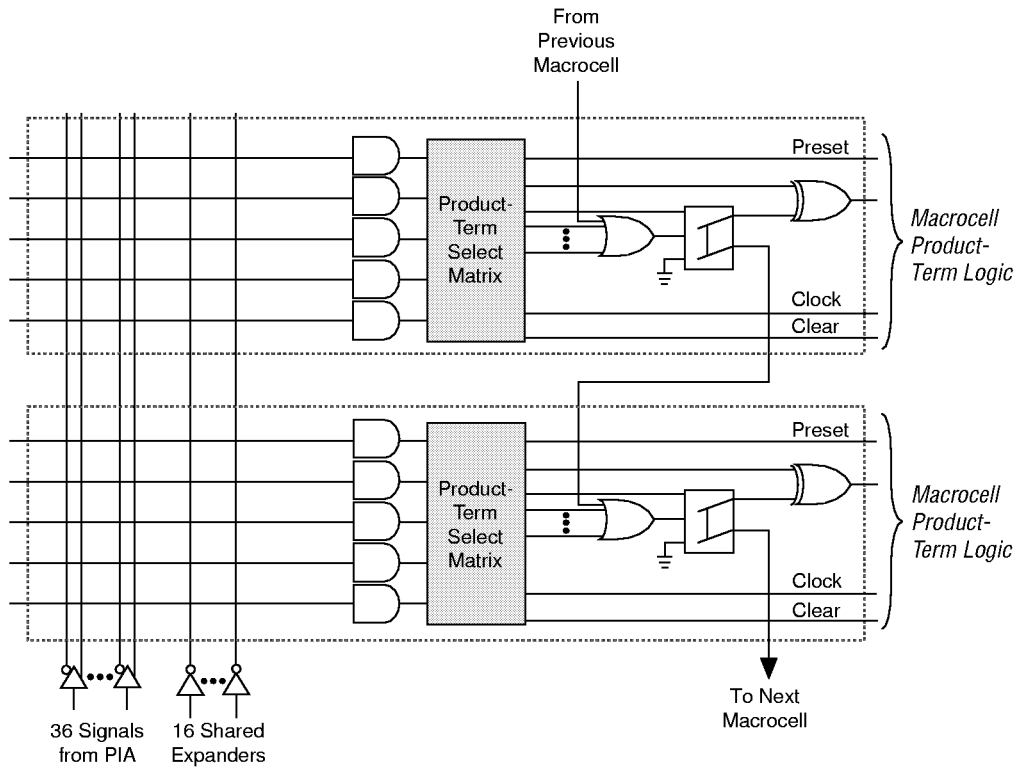 From
Previous
Macrocell
Preset
Product-
Term
Select
Matrix
Clock
Clear
Macrocell
Product-
Term Logic
Preset
Product-
Term
Select
Matrix
Clock
Clear
Macrocell
Product-
Term Logic
36 Signals
from PIA
16 Shared
Expanders
To Next
Macrocell